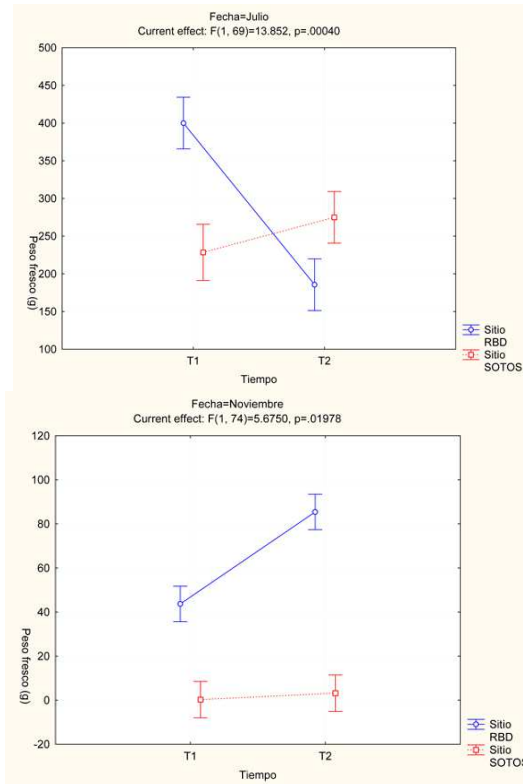 Fecha=Julio
Current effect: F(1, 69)=13.852, p=.00040
500
450
400
350
300
250
200
150
100
Peso fresco (g)
T1 T2
Tiempo
Sitio
RBD
Sitio
SOTOS
Fecha=Noviembre
Current effect: F(1, 74)=5.6750, p=.01978
120
100
80
60
40
20
0
-20
Peso fresco (g)
T1 T2
Tiempo
Sitio
RBD
Sitio
SOTOS